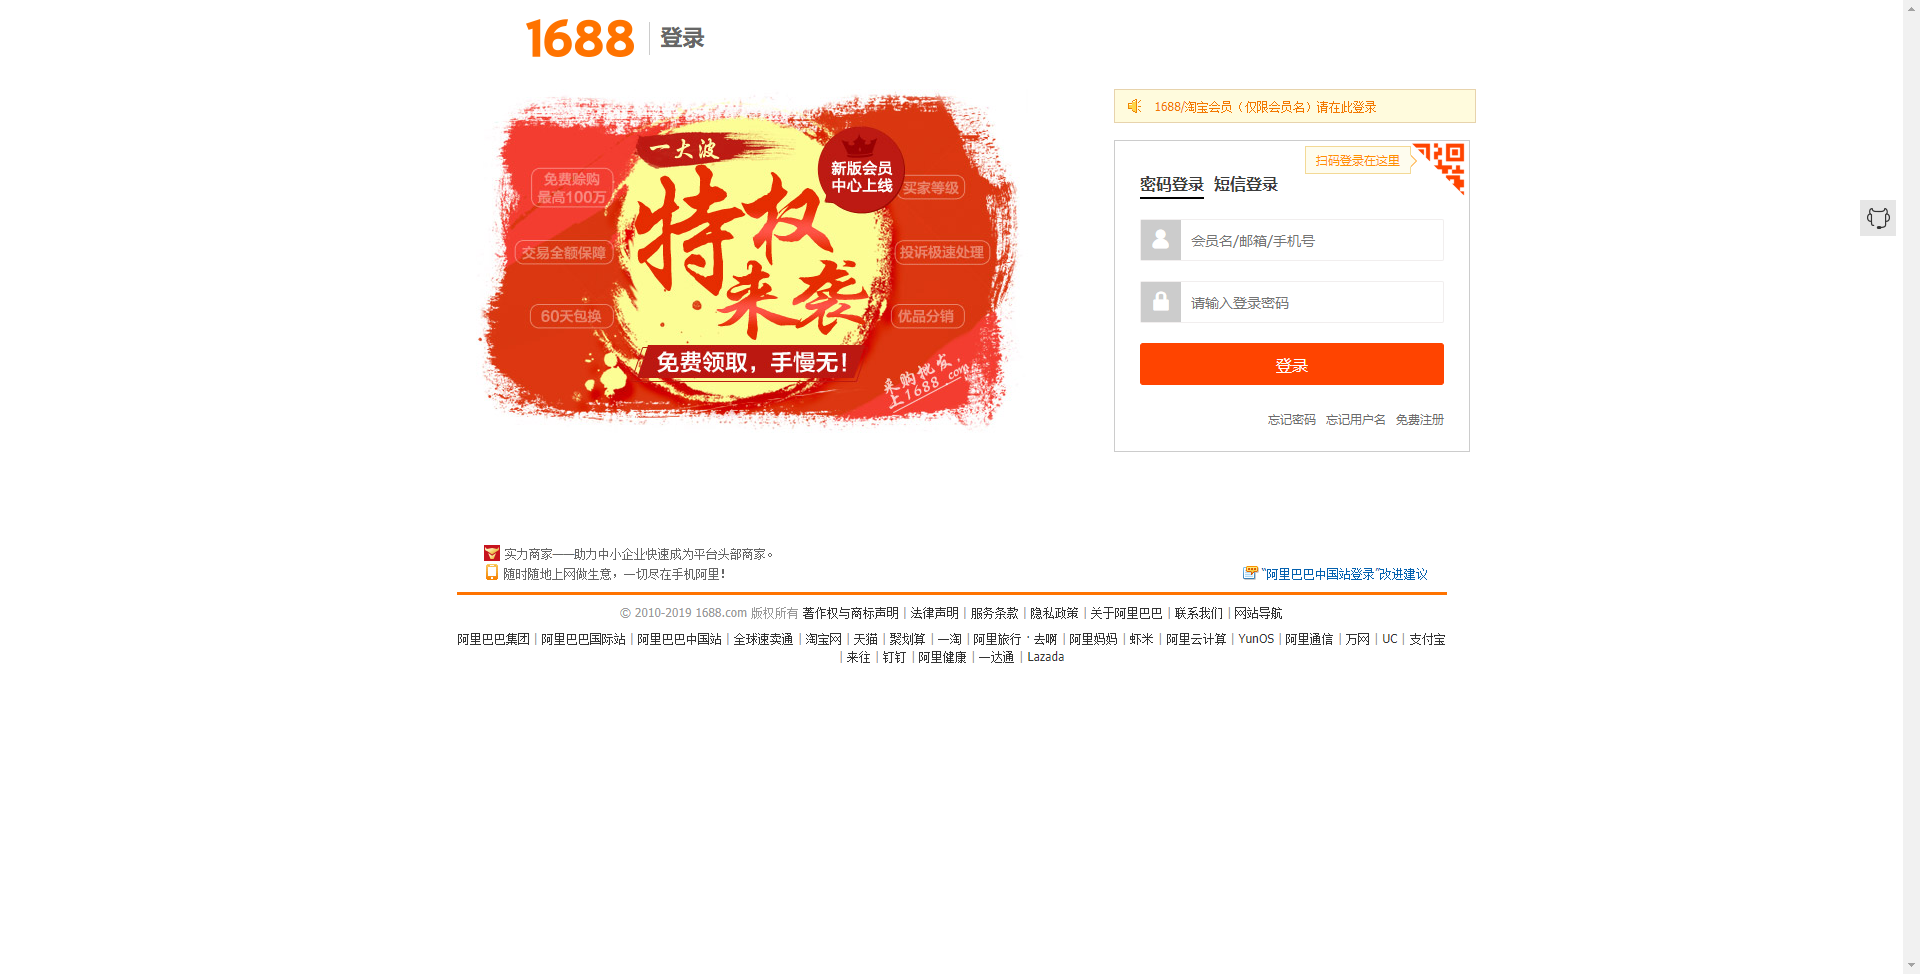 1688 登录
1688/淘宝会员（仅限会员名）请在此登录
扫码登录在这里
密码登录 短信登录
会员名/邮箱/手机号
请输入登录密码
登录
忘记密码 忘记用户名 免费注册
一大波
特权
来袭
新版会员
中心上线
免费赊购
最高100万
买家等级
交易全额保障
投诉极速处理
60天包换
优品分销
免费领取，手慢无！
采购批发，
上1688.com
实力商家——助力中小企业快速成为平台头部商家。
随时随地上网做生意，一切尽在手机阿里！
“阿里巴巴中国站登录”改进建议
© 2010-2019 1688.com 版权所有 著作权与商标声明 | 法律声明 | 服务条款 | 隐私政策 | 关于阿里巴巴 | 联系我们 | 网站导航
阿里巴巴集团 | 阿里巴巴国际站 | 阿里巴巴中国站 | 全球速卖通 | 淘宝网 | 天猫 | 聚划算 | 一淘 | 阿里旅行 · 去啊 | 阿里妈妈 | 虾米 | 阿里云计算 | YunOS | 阿里通信 | 万网 | UC | 支付宝
| 来往 | 钉钉 | 阿里健康 | 一达通 | Lazada